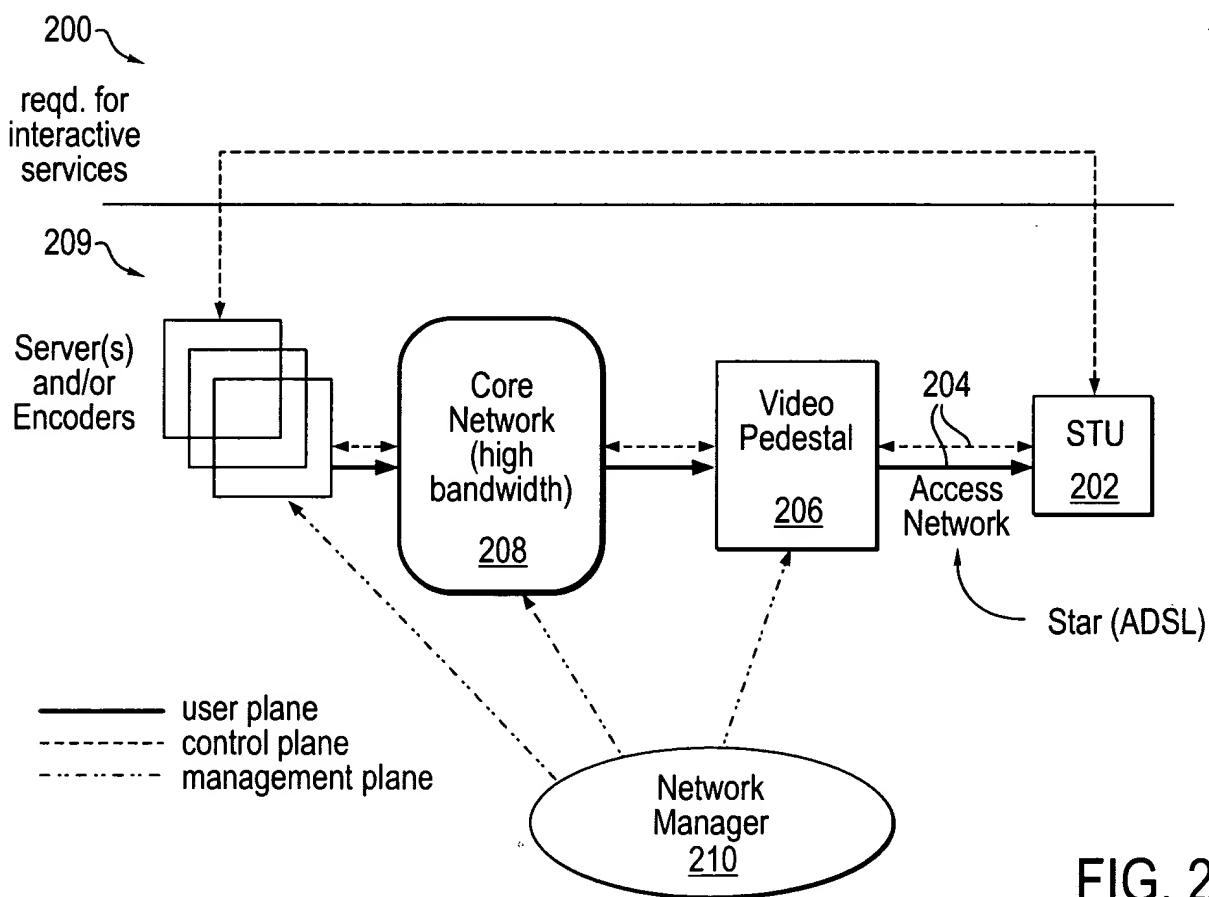 200
reqd. for
interactive
services
209
Server(s)
and/or
Encoders
Core
Network
(high
bandwidth)
208
Video
Pedestal
206
204
Access
Network
STU
202
Star (ADSL)
user plane
control plane
management plane
Network
Manager
210
FIG. 2